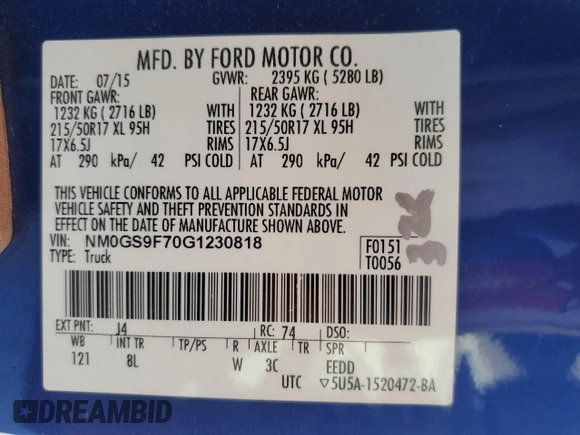 MFD. BY FORD MOTOR CO.
DATE: 07/15 GVWR: 2395 KG ( 5280 LB)
FRONT GAWR: REAR GAWR:
1232 KG ( 2716 LB) WITH 1232 KG ( 2716 LB) WITH
215/50R17 XL 95H TIRES 215/50R17 XL 95H TIRES
17X6.5J RIMS 17X6.5J RIMS
AT 290 kPa/ 42 PSI COLD AT 290 kPa/ 42 PSI COLD
THIS VEHICLE CONFORMS TO ALL APPLICABLE FEDERAL MOTOR
VEHICLE SAFETY AND THEFT PREVENTION STANDARDS IN
EFFECT ON THE DATE OF MANUFACTURE SHOWN ABOVE.
VIN: NM0GS9F70G1230818 F0151
TYPE: Truck T0056
EXT PNT: J4 RC: 74 DSO:
WB INT TR TP/PS R AXLE TR SPR
121 8L W 3C EEDD
UTC ▽5U5A-1520472-BA
DREAMBID